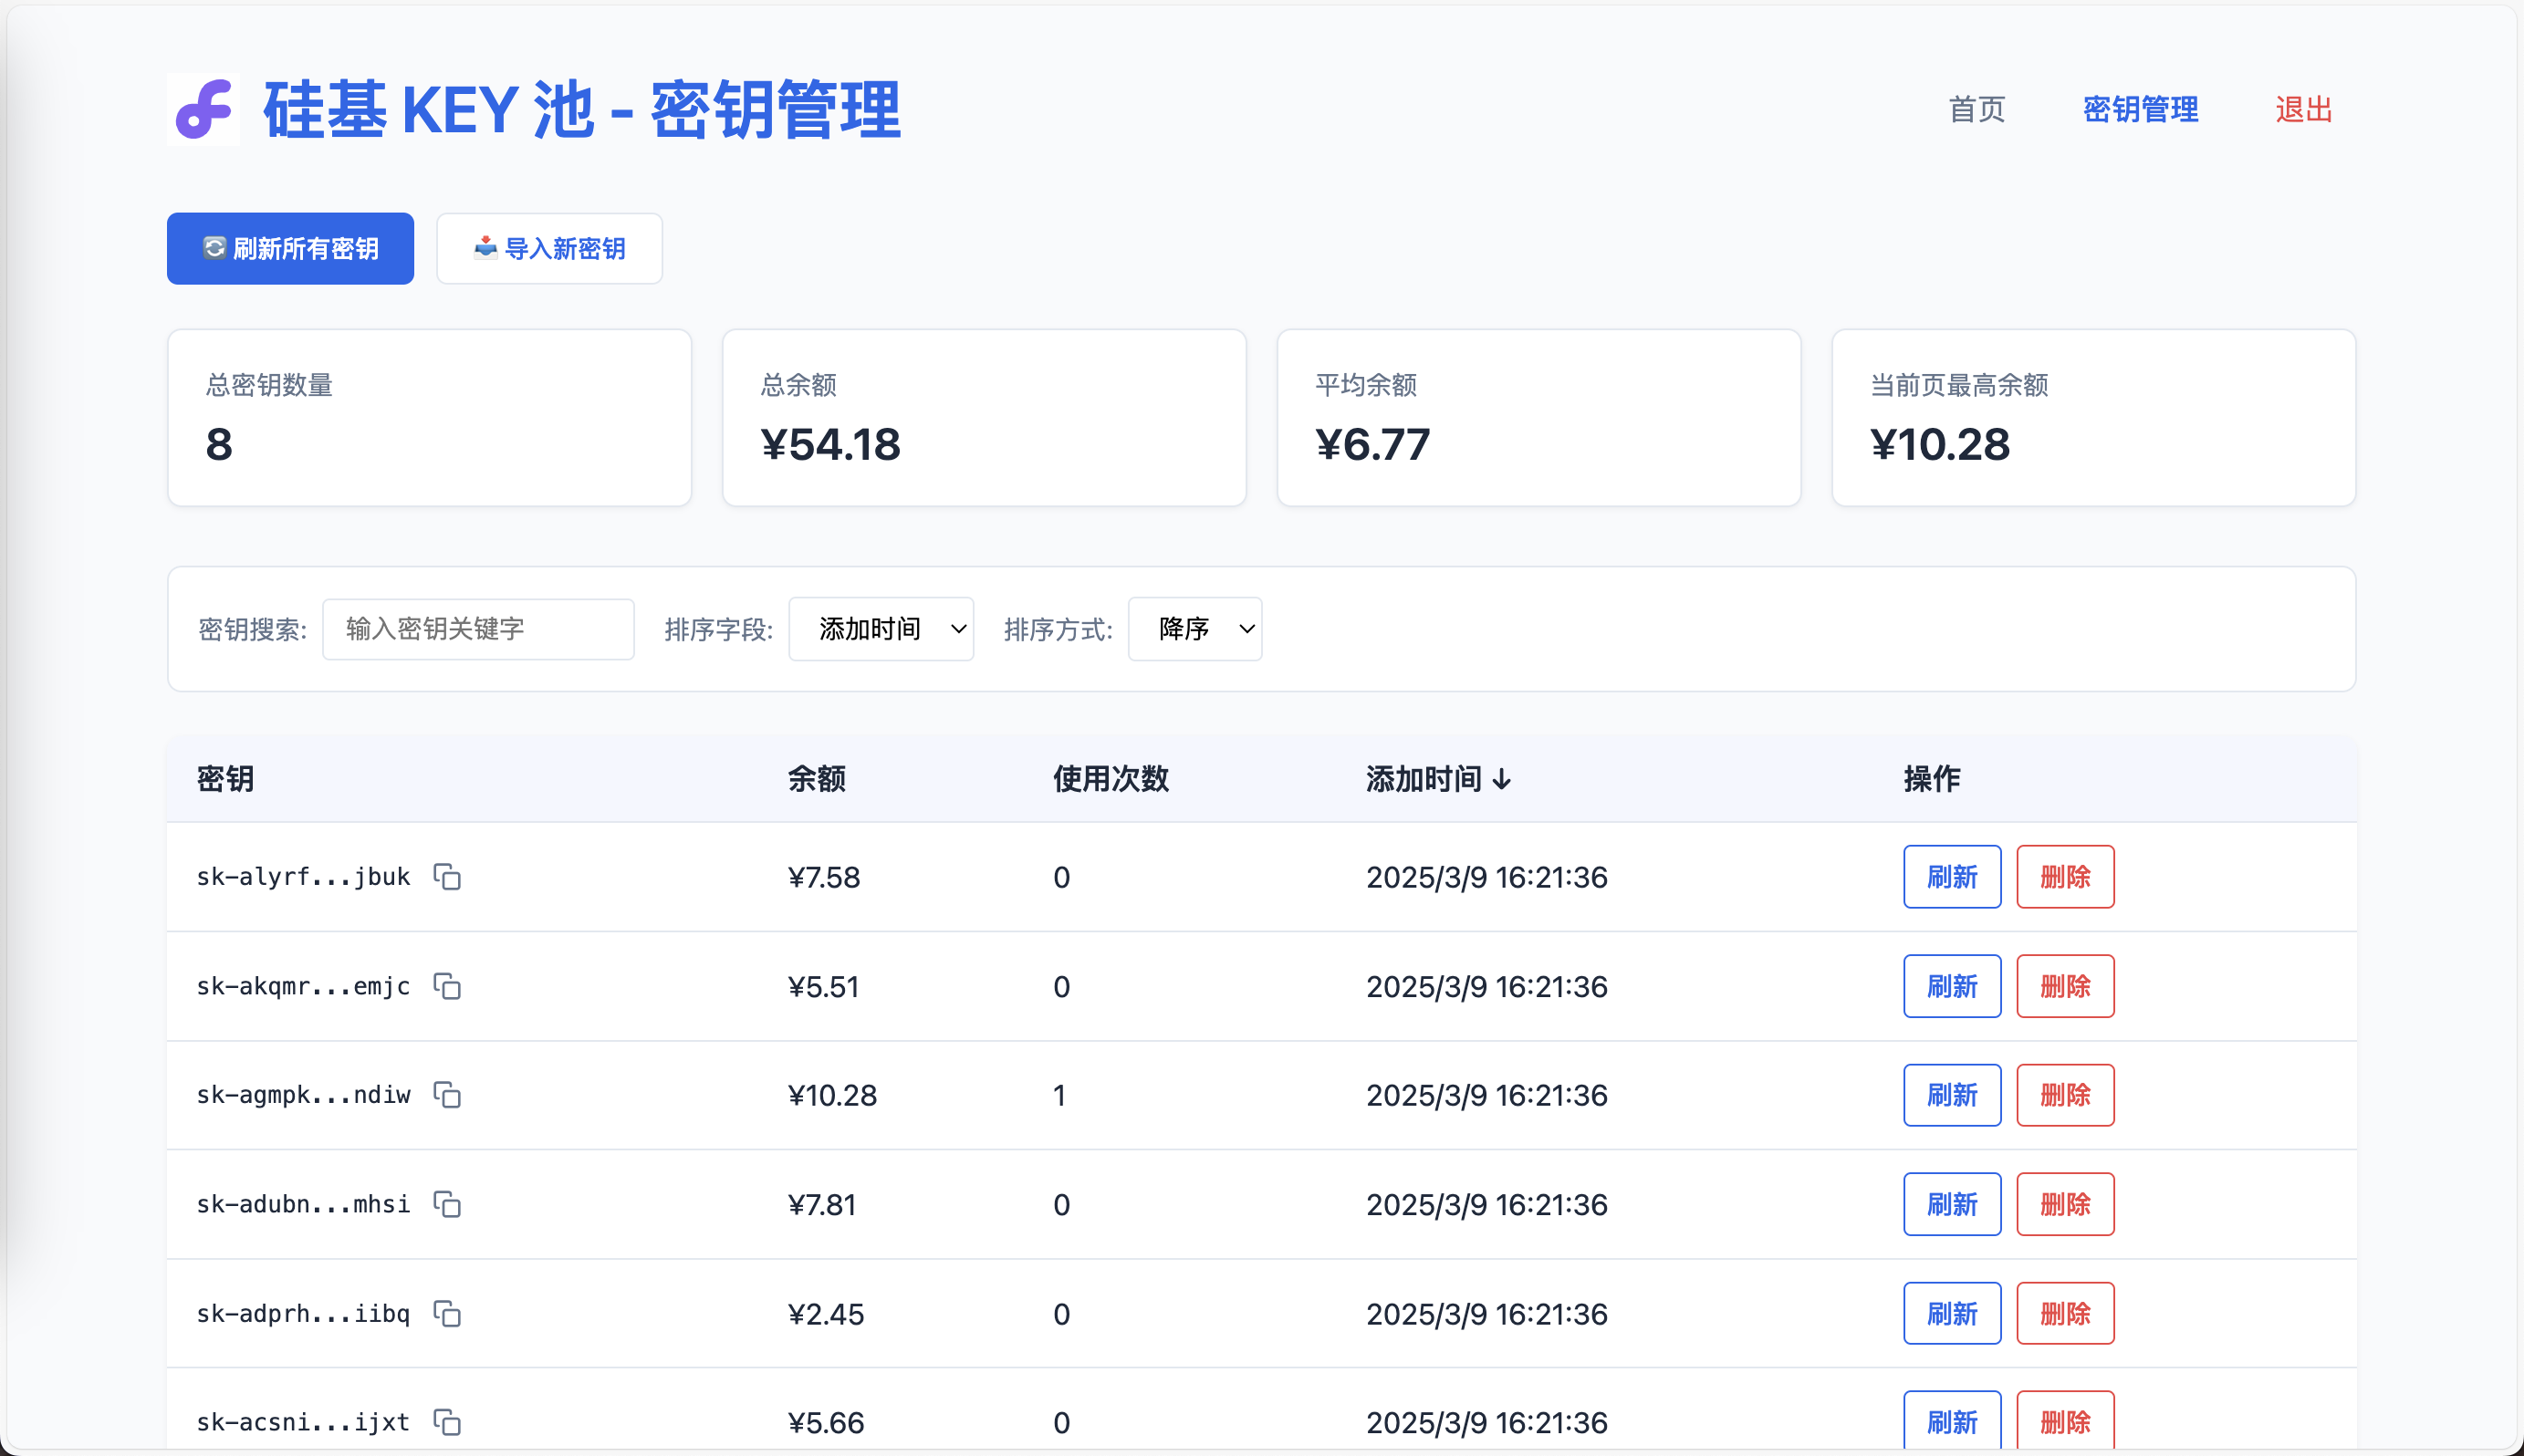 硅基 KEY 池 - 密钥管理
首页 密钥管理 退出
刷新所有密钥 导入新密钥
总密钥数量 总余额 平均余额 当前页最高余额
8 ¥54.18 ¥6.77 ¥10.28
密钥搜索: 输入密钥关键字 排序字段: 添加时间 排序方式: 降序
密钥 余额 使用次数 添加时间 ↓ 操作
sk-alyrf...jbuk ¥7.58 0 2025/3/9 16:21:36 刷新 删除
sk-akqmr...emjc ¥5.51 0 2025/3/9 16:21:36 刷新 删除
sk-agmpk...ndiw ¥10.28 1 2025/3/9 16:21:36 刷新 删除
sk-adubn...mhsi ¥7.81 0 2025/3/9 16:21:36 刷新 删除
sk-adprh...iibq ¥2.45 0 2025/3/9 16:21:36 刷新 删除
sk-acsni...ijxt ¥5.66 0 2025/3/9 16:21:36 刷新 删除